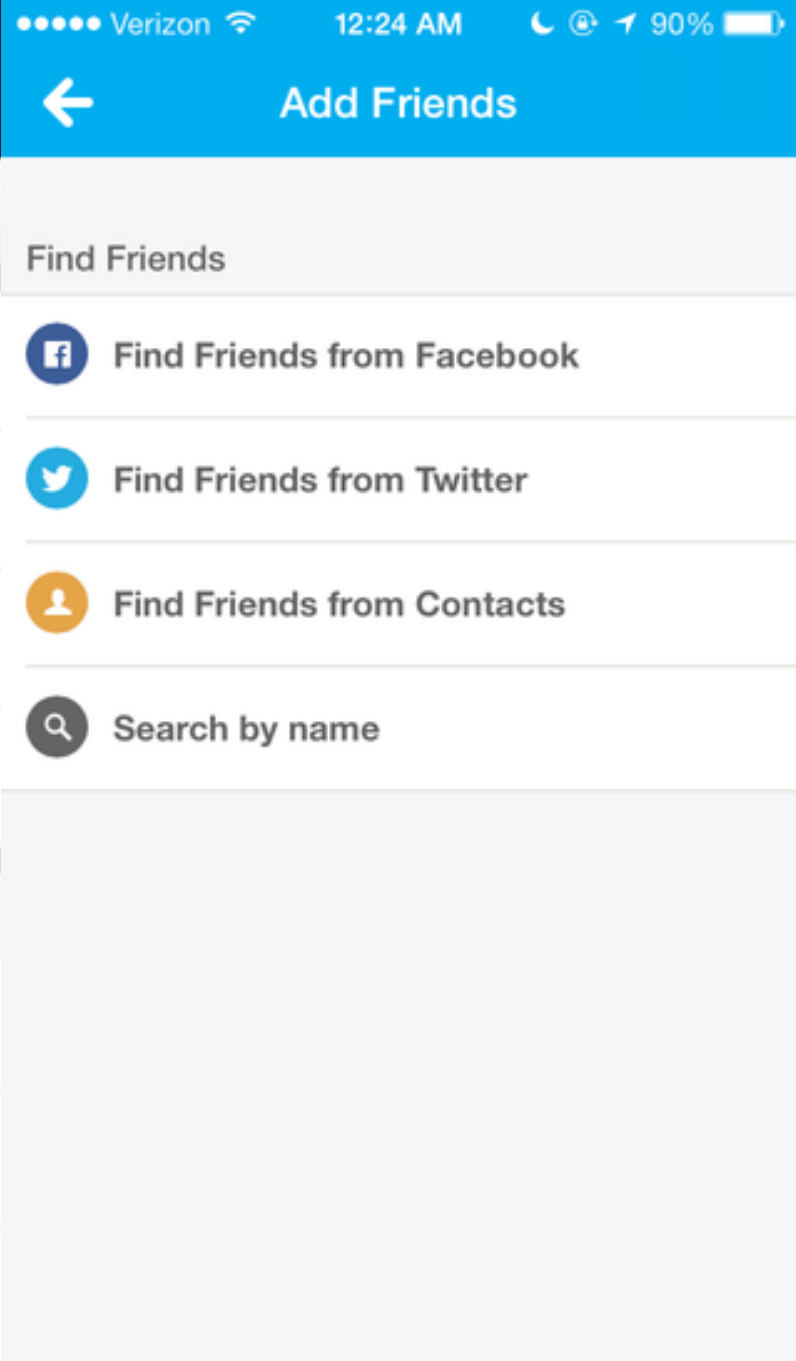 Verizon 12:24 AM 90%
Add Friends
Find Friends
Find Friends from Facebook
Find Friends from Twitter
Find Friends from Contacts
Search by name